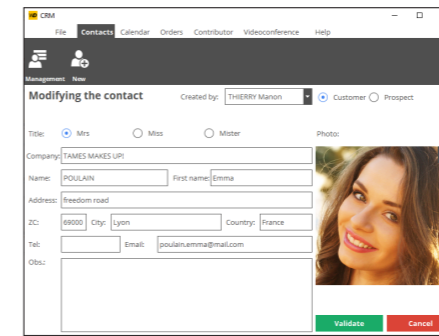 CRM
File Contacts Calendar Orders Contributor Videoconference Help
Management New
Modifying the contact Created by: THIERRY Manon Customer Prospect
Title: Mrs Miss Mister Photo:
Company: TAMES MAKES UP!
Name: POULAIN First name: Emma
Address: freedom road
ZC: 69000 City: Lyon Country: France
Tel: Email: poulain.emma@mail.com
Obs.:
Validate Cancel